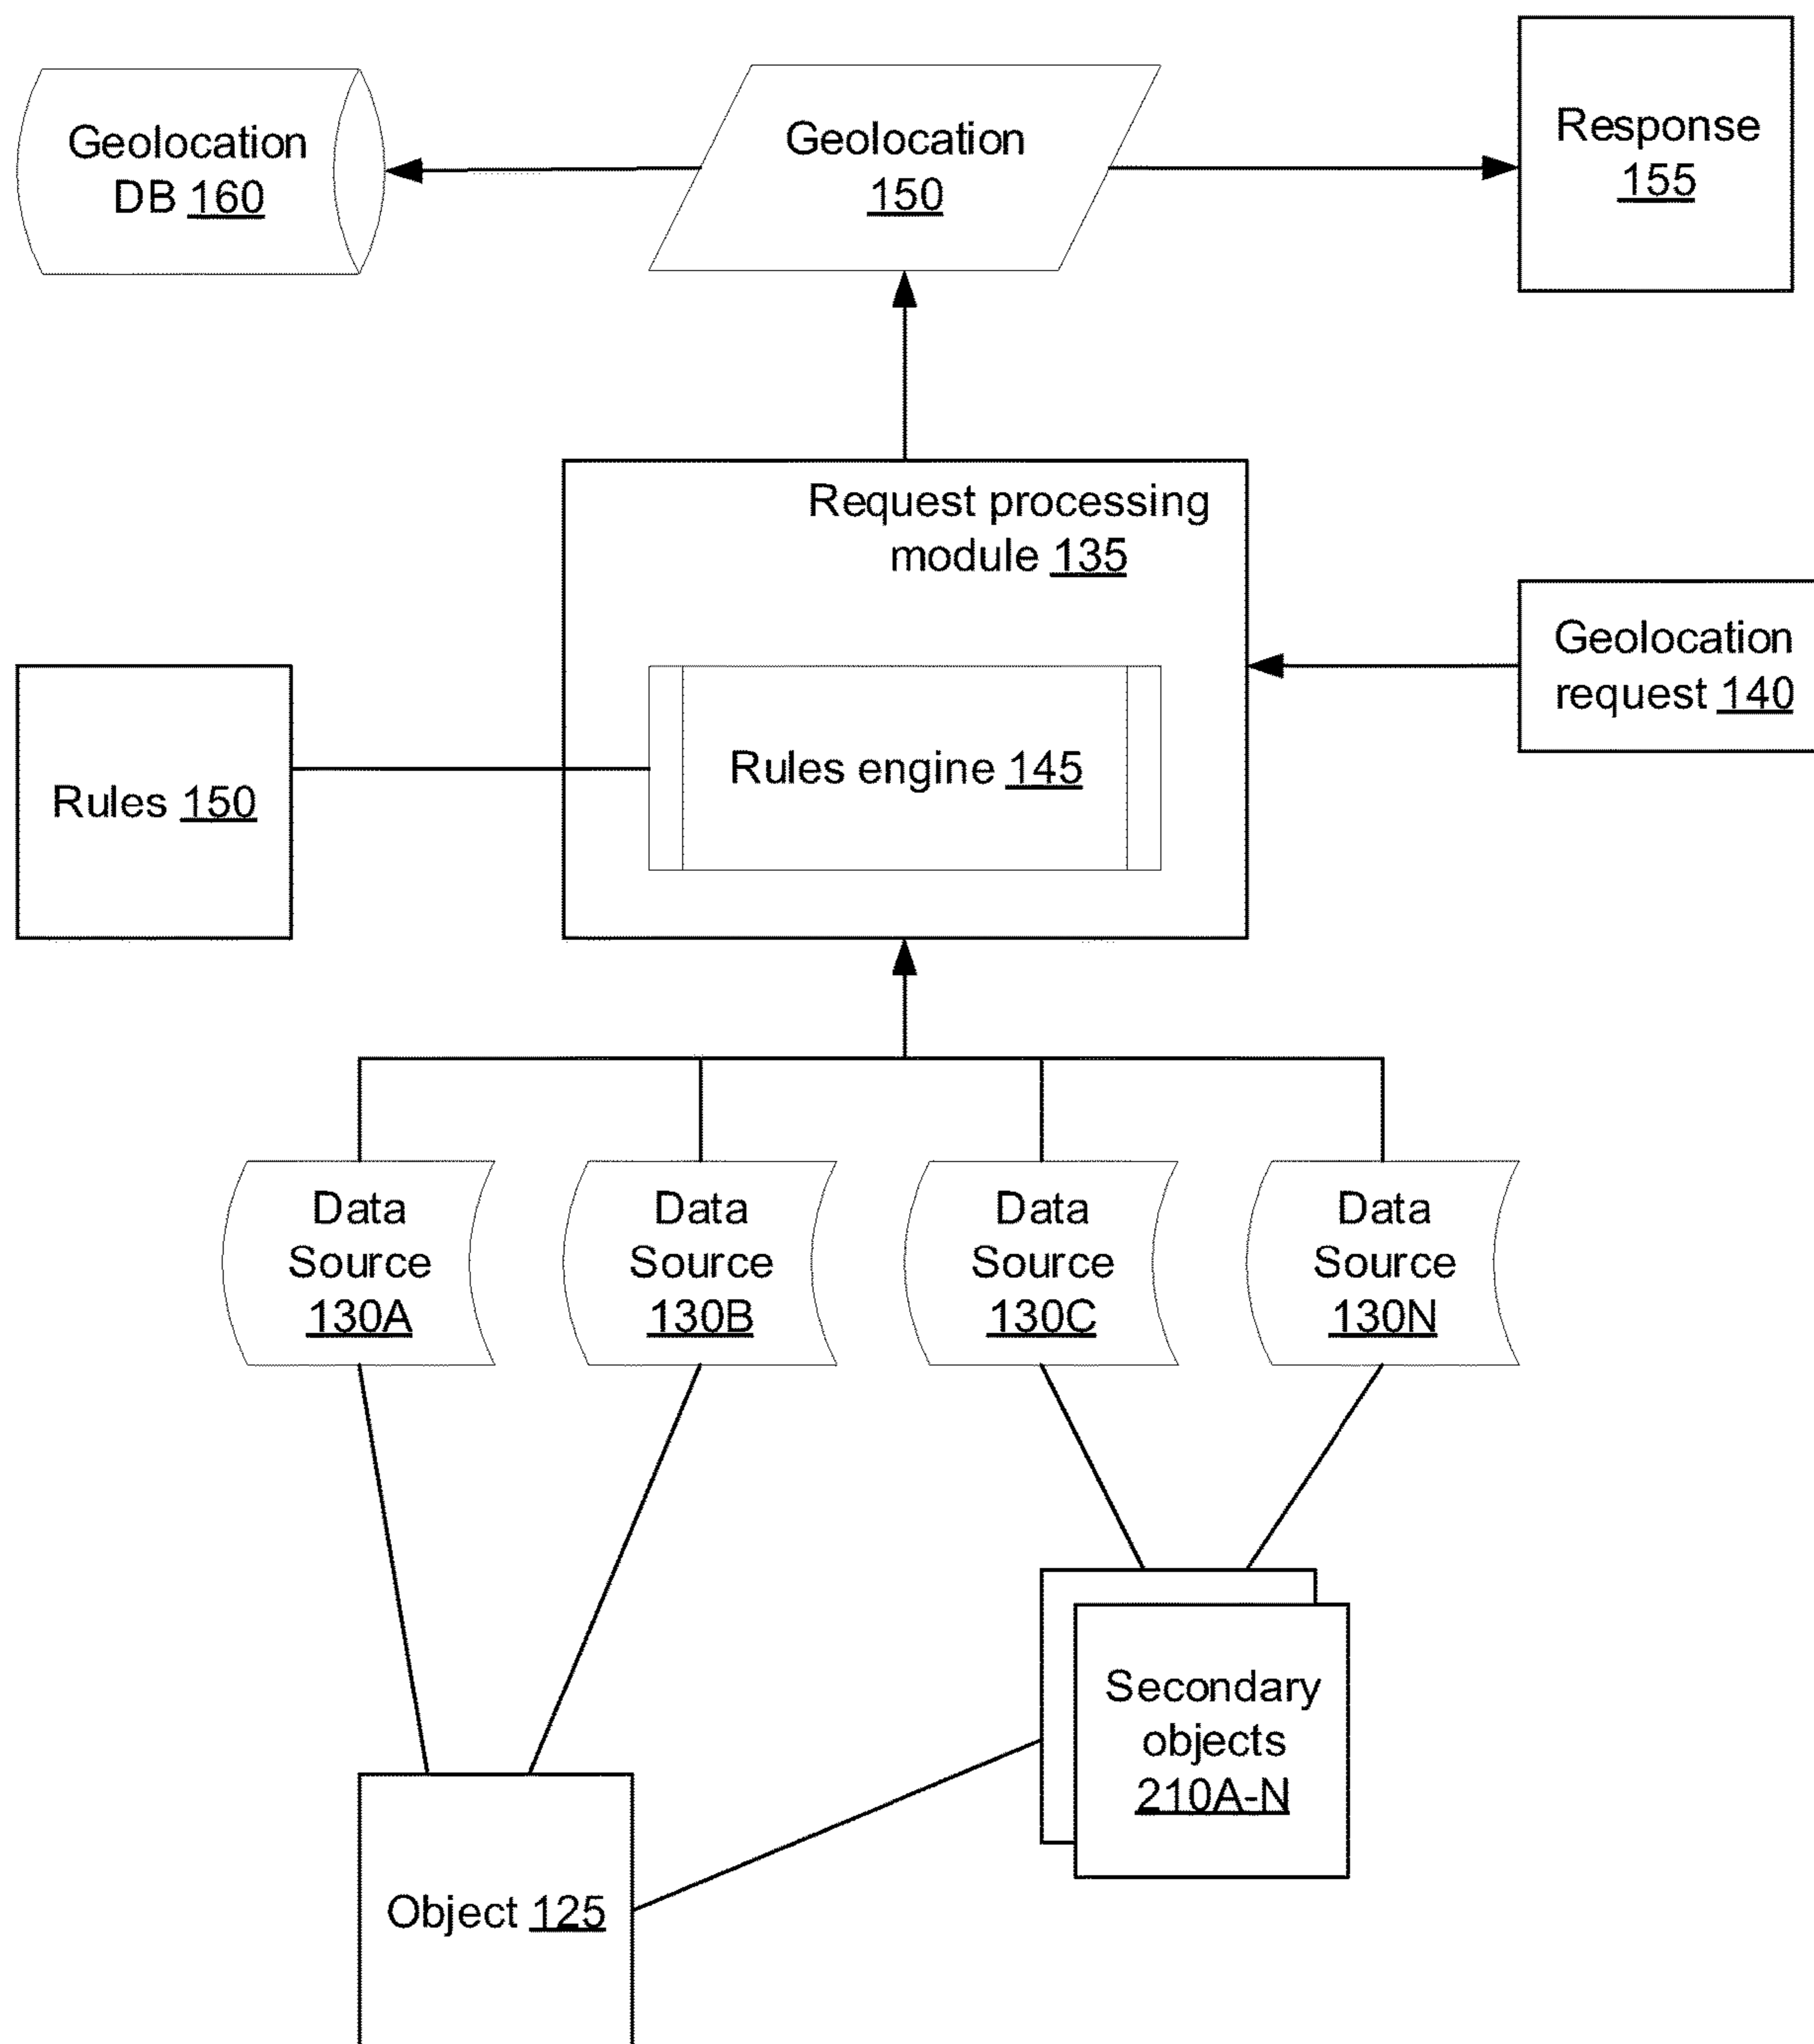 Geolocation
DB 160
Geolocation
150
Response
155
Request processing
module 135
Geolocation
request 140
Rules 150
Rules engine 145
Data
Source
130A
Data
Source
130B
Data
Source
130C
Data
Source
130N
Secondary
objects
210A-N
Object 125